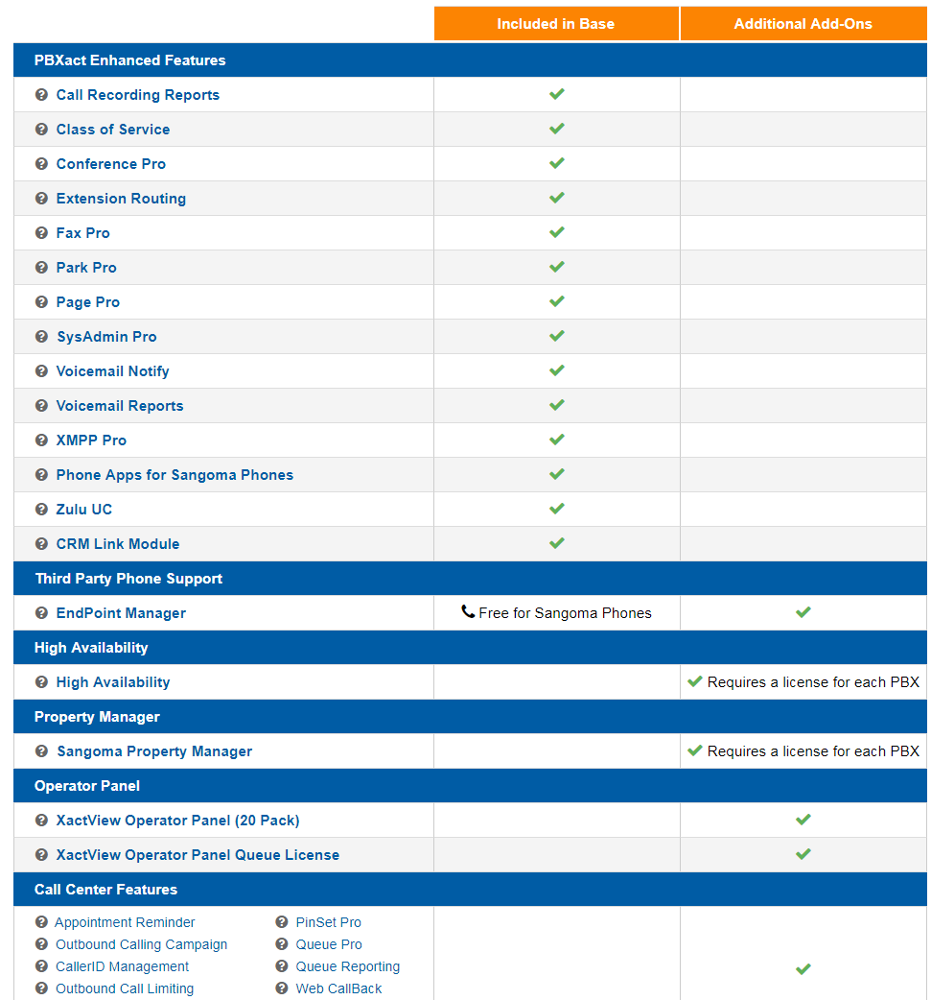 Included in Base Additional Add-Ons
PBXact Enhanced Features
Call Recording Reports
Class of Service
Conference Pro
Extension Routing
Fax Pro
Park Pro
Page Pro
SysAdmin Pro
Voicemail Notify
Voicemail Reports
XMPP Pro
Phone Apps for Sangoma Phones
Zulu UC
CRM Link Module
Third Party Phone Support
EndPoint Manager Free for Sangoma Phones
High Availability
High Availability Requires a license for each PBX
Property Manager
Sangoma Property Manager Requires a license for each PBX
Operator Panel
XactView Operator Panel (20 Pack)
XactView Operator Panel Queue License
Call Center Features
Appointment Reminder PinSet Pro
Outbound Calling Campaign Queue Pro
CallerID Management Queue Reporting
Outbound Call Limiting Web CallBack